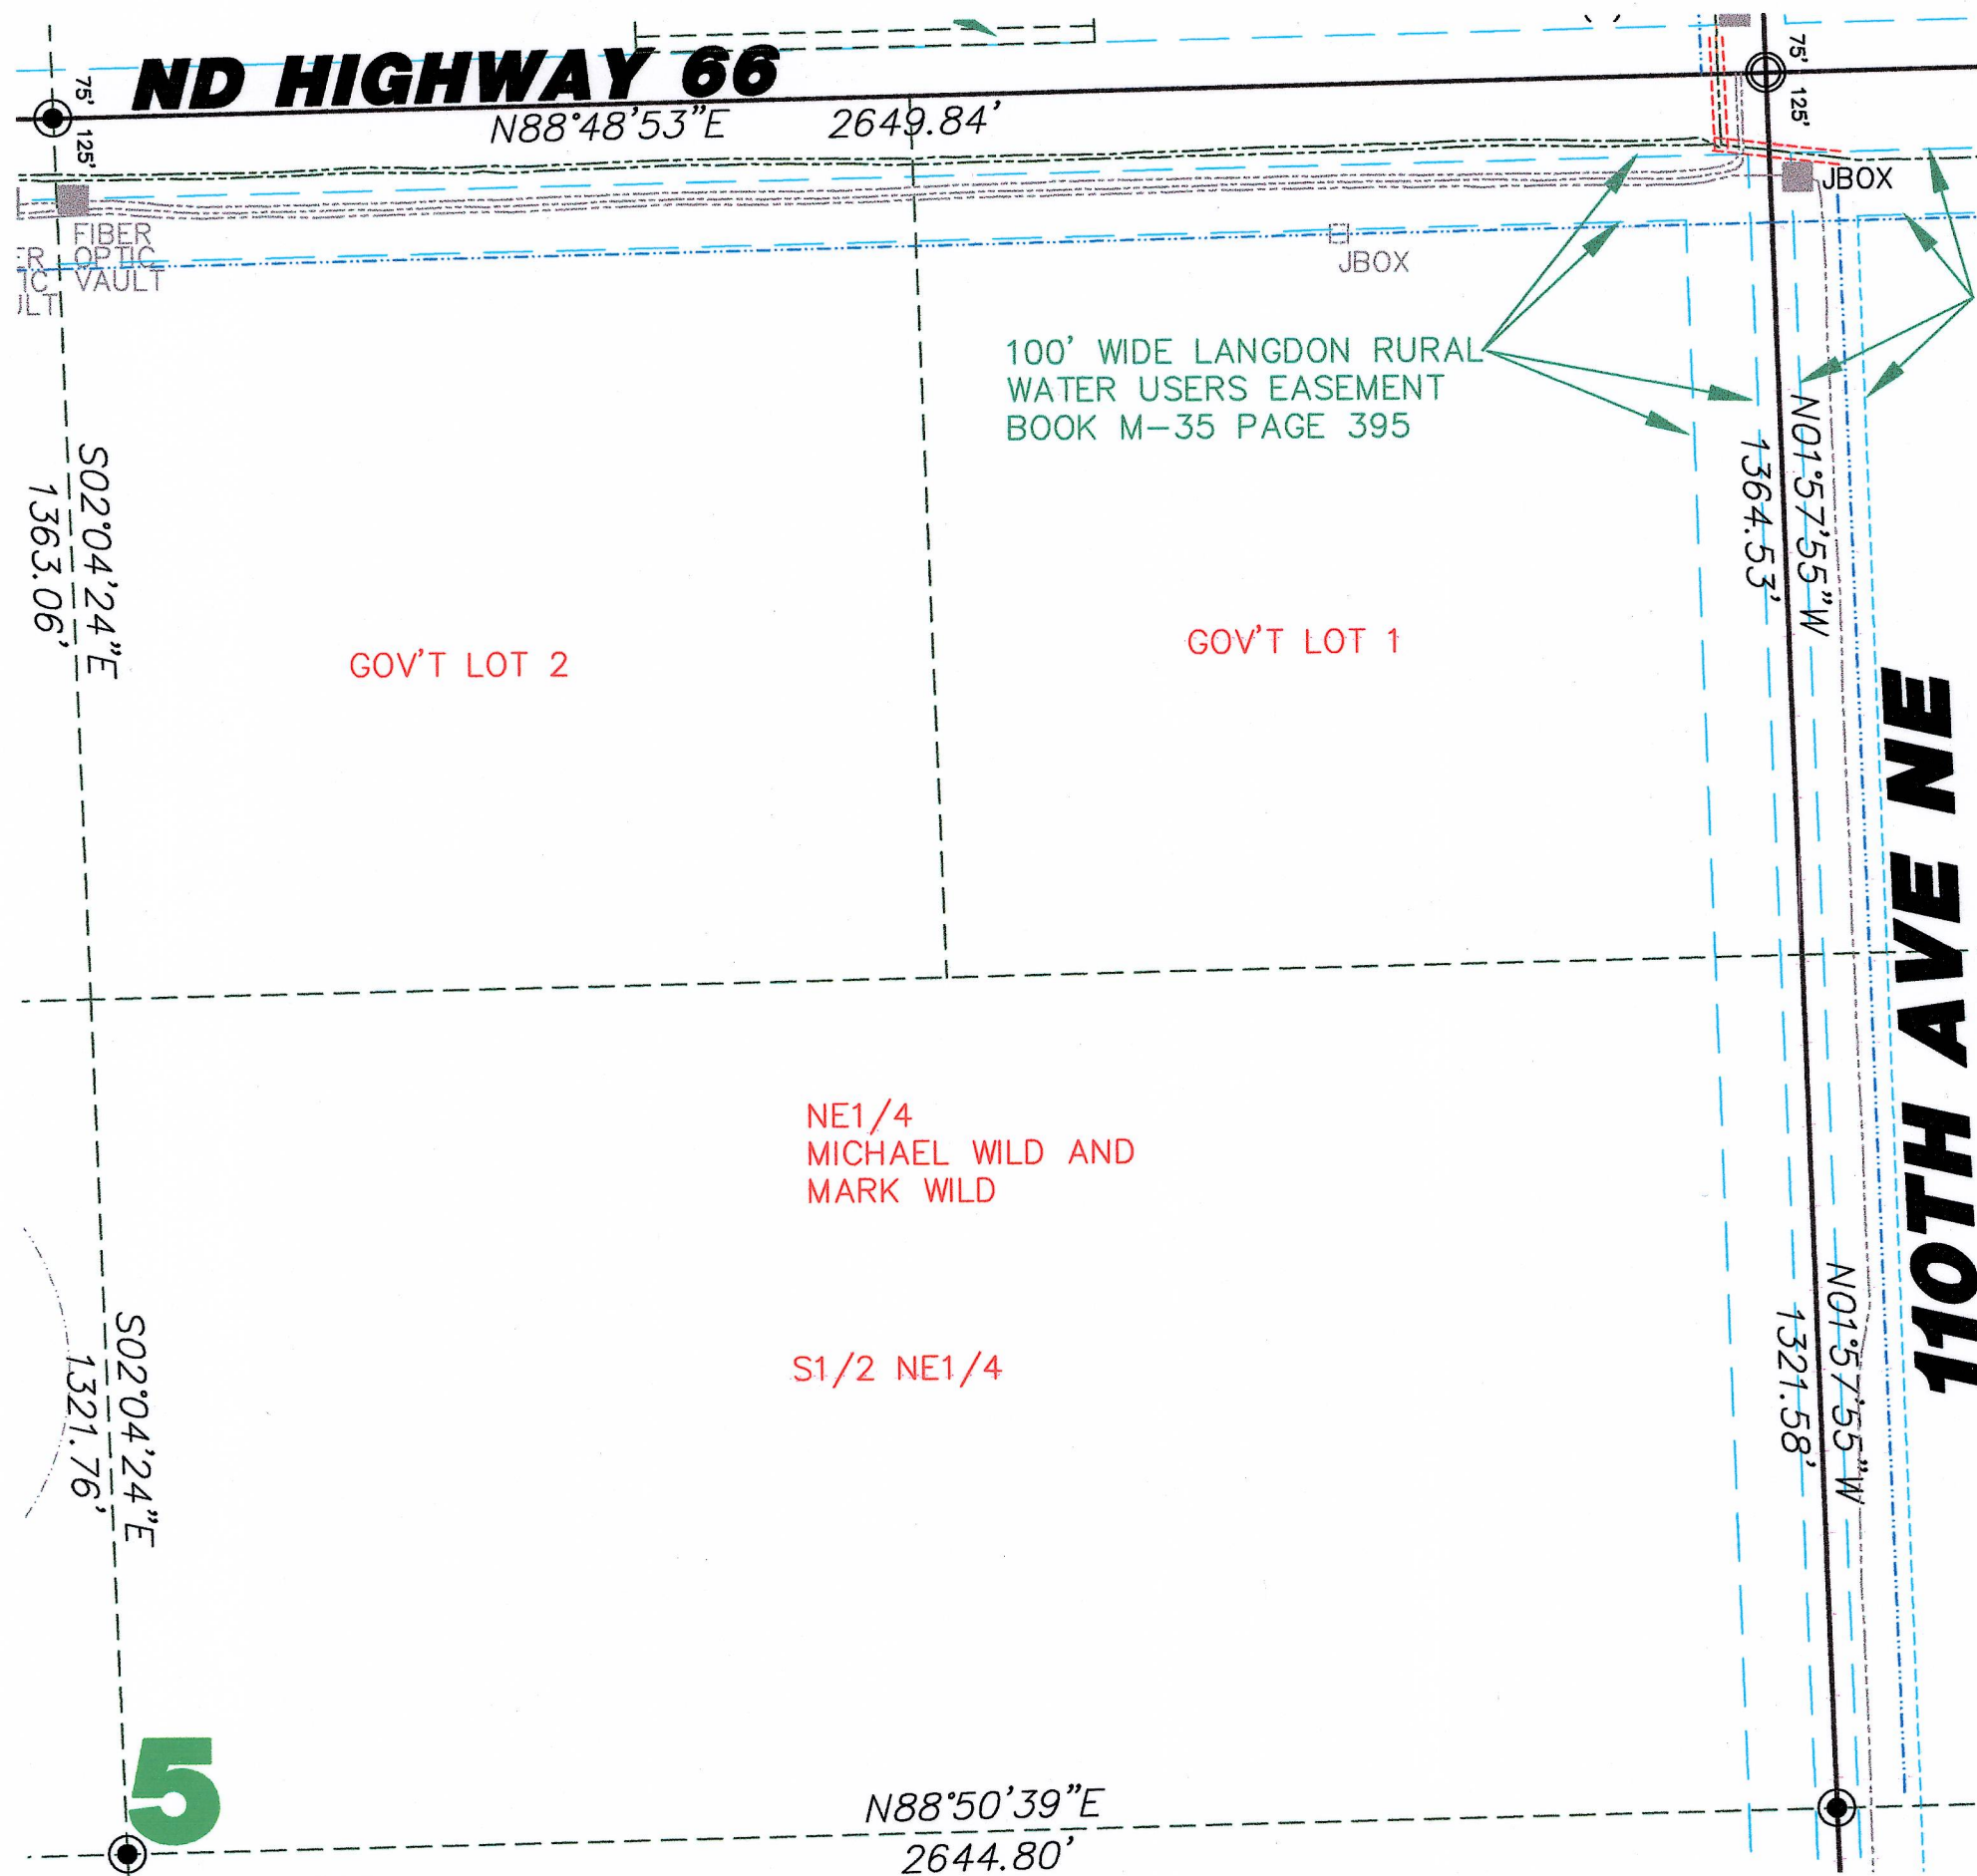 ND HIGHWAY 66
75'
125'
N88°48'53"E 2649.84'
75'
125'
JBOX
FIBER
OPTIC
VAULT
JBOX
100' WIDE LANGDON RURAL
WATER USERS EASEMENT
BOOK M-35 PAGE 395
S02°04'24"E
1363.06'
N01°57'55"W
1364.53'
GOV'T LOT 2
GOV'T LOT 1
110TH AVE NE
NE1/4
MICHAEL WILD AND
MARK WILD
S1/2 NE1/4
S02°04'24"E
1321.76'
N01°57'55"W
1321.58'
5
N88°50'39"E
2644.80'